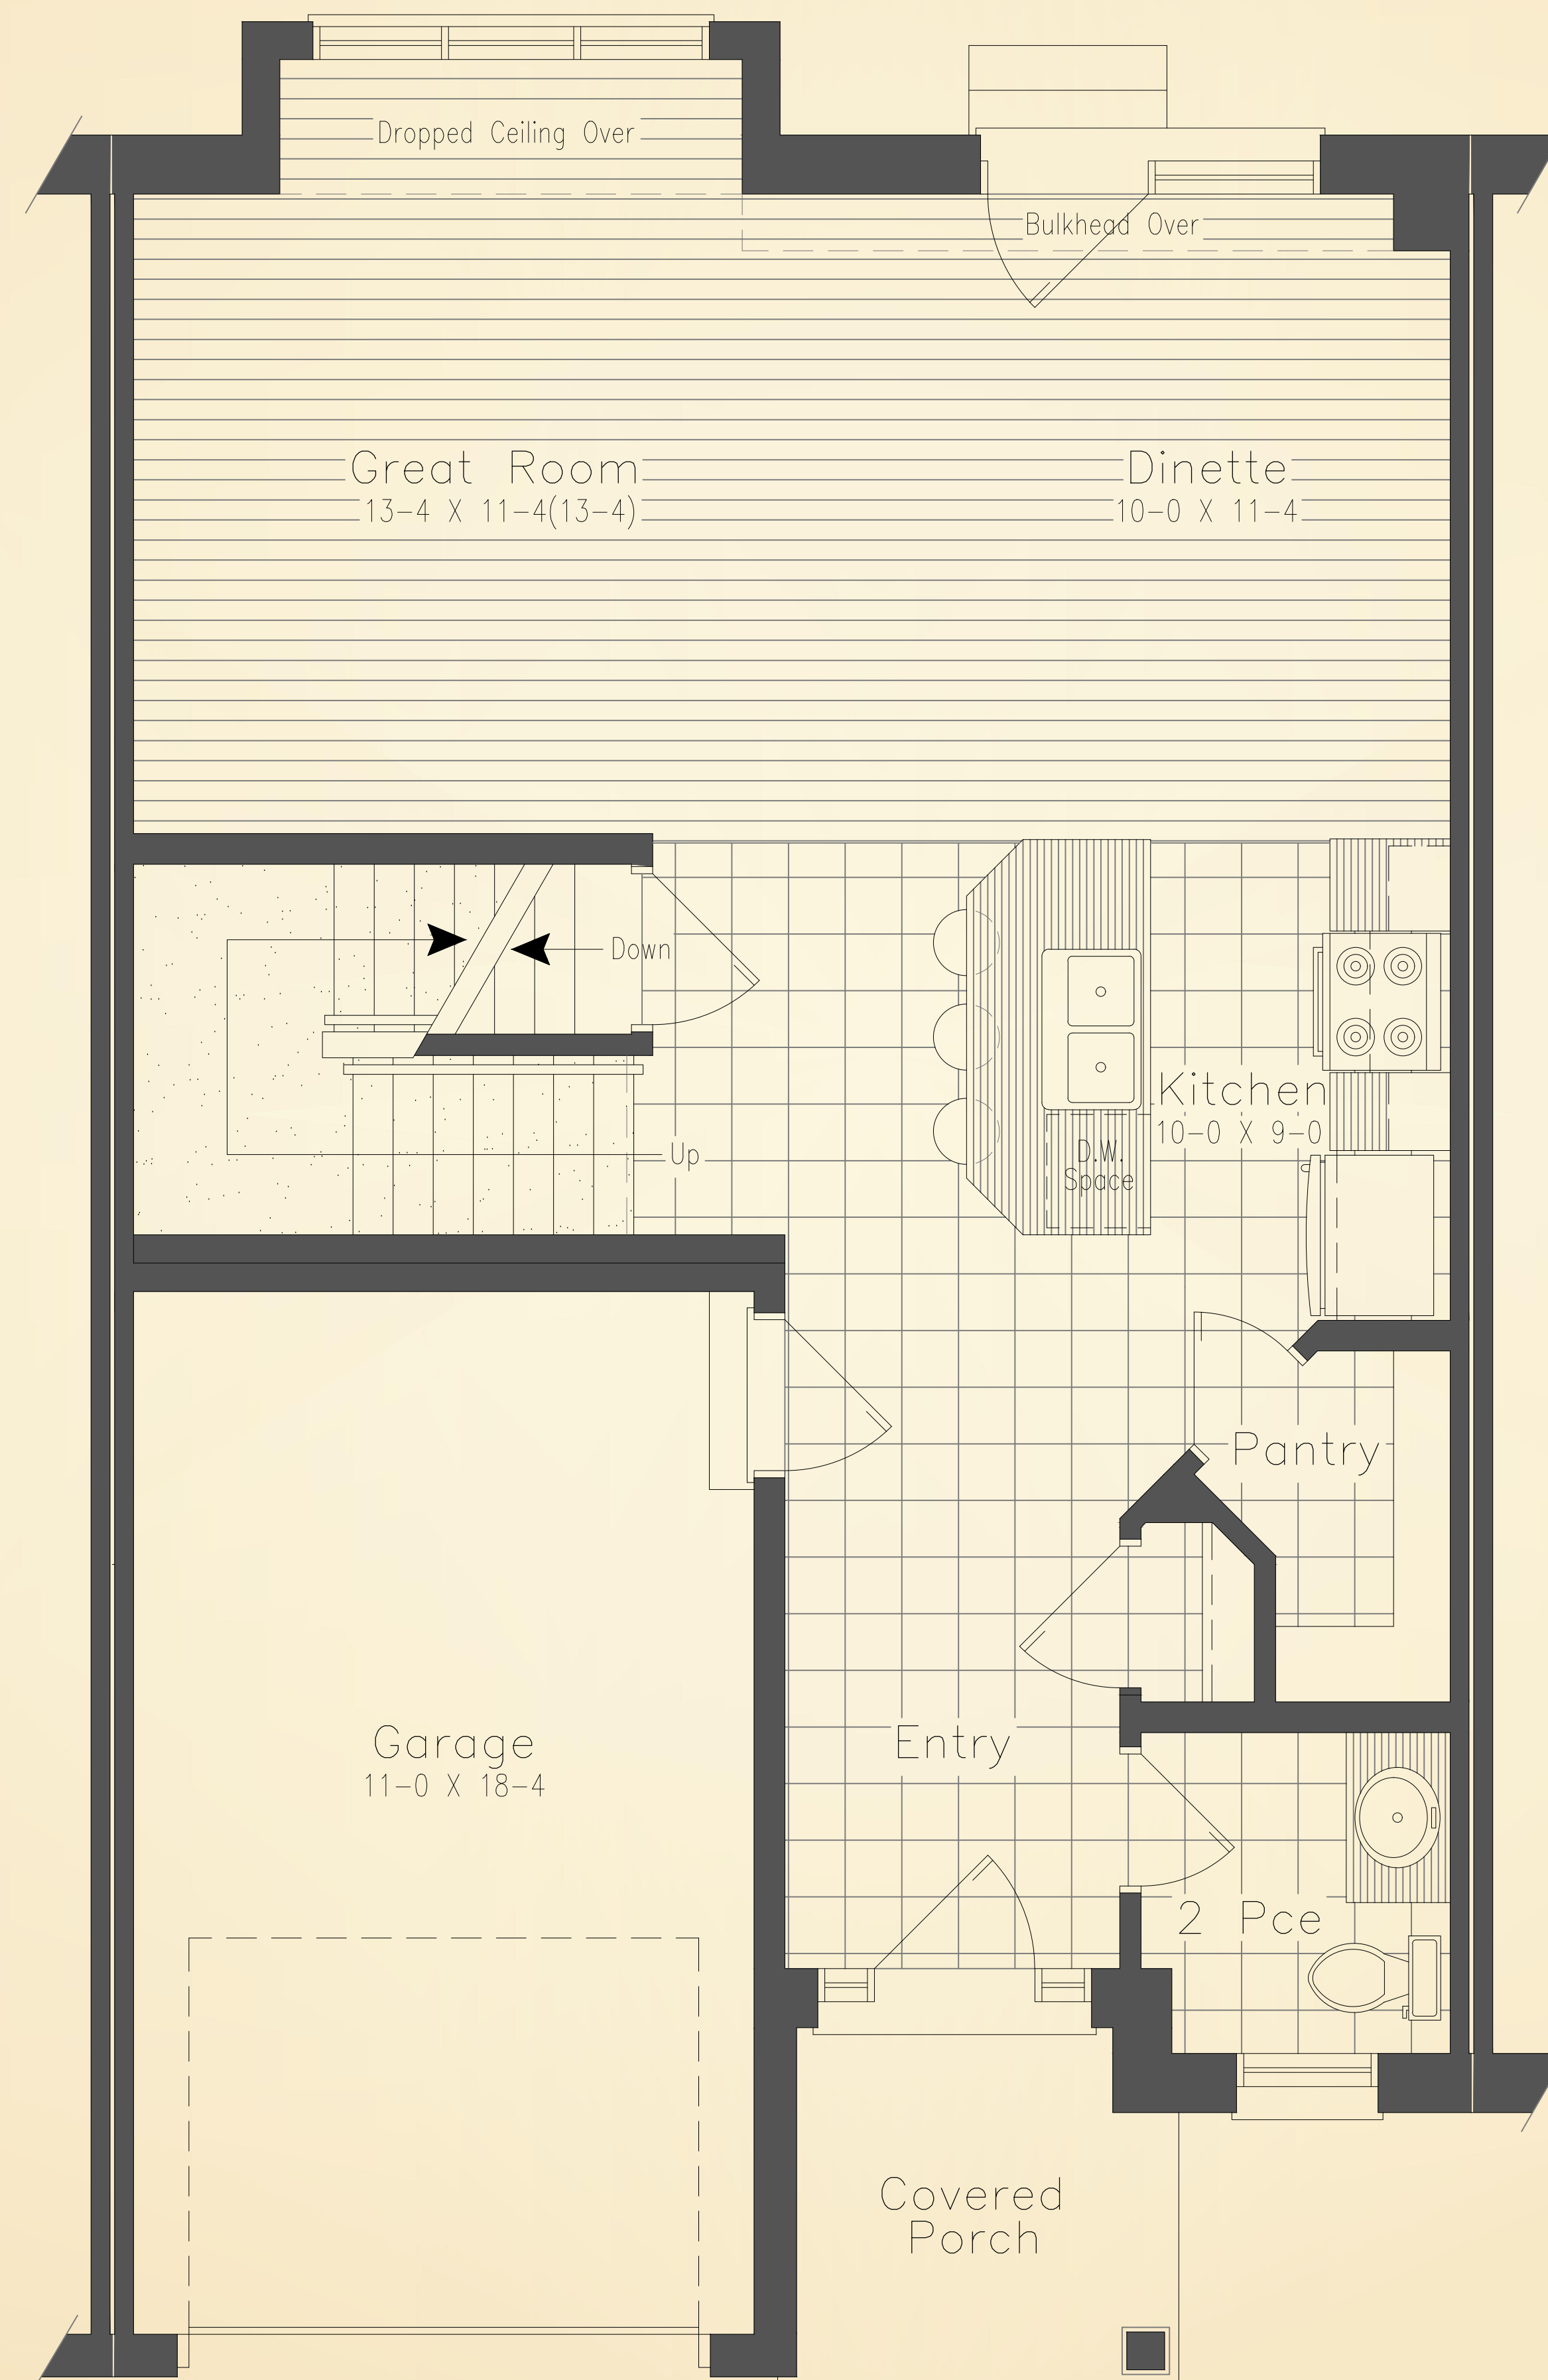 Dropped Ceiling Over
Bulkhead Over
Great Room
13-4 X 11-4(13-4)
Dinette
10-0 X 11-4
Down
Up
Kitchen
10-0 X 9-0
D.W.
Space
Pantry
Garage
11-0 X 18-4
Entry
2 Pce
Covered
Porch